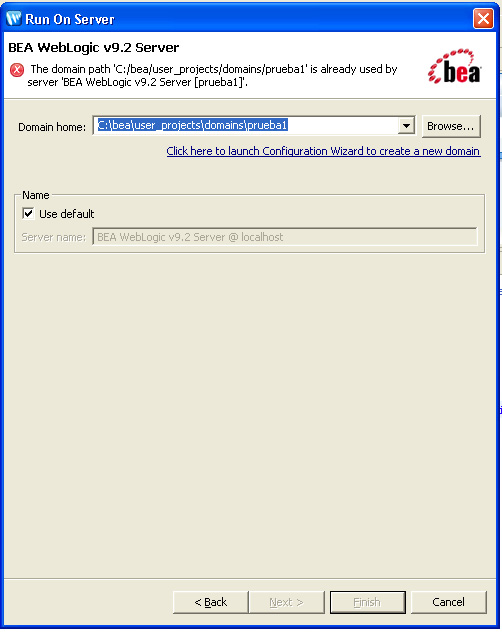 Run On Server
BEA WebLogic v9.2 Server
The domain path 'C:/bea/user_projects/domains/prueba1' is already used by
server 'BEA WebLogic v9.2 Server [prueba1]'.
bea
Domain home: C:\bea\user_projects\domains\prueba1 Browse...
Click here to launch Configuration Wizard to create a new domain
Name
Use default
Server name: BEA WebLogic v9.2 Server @ localhost
< Back Next > Finish Cancel